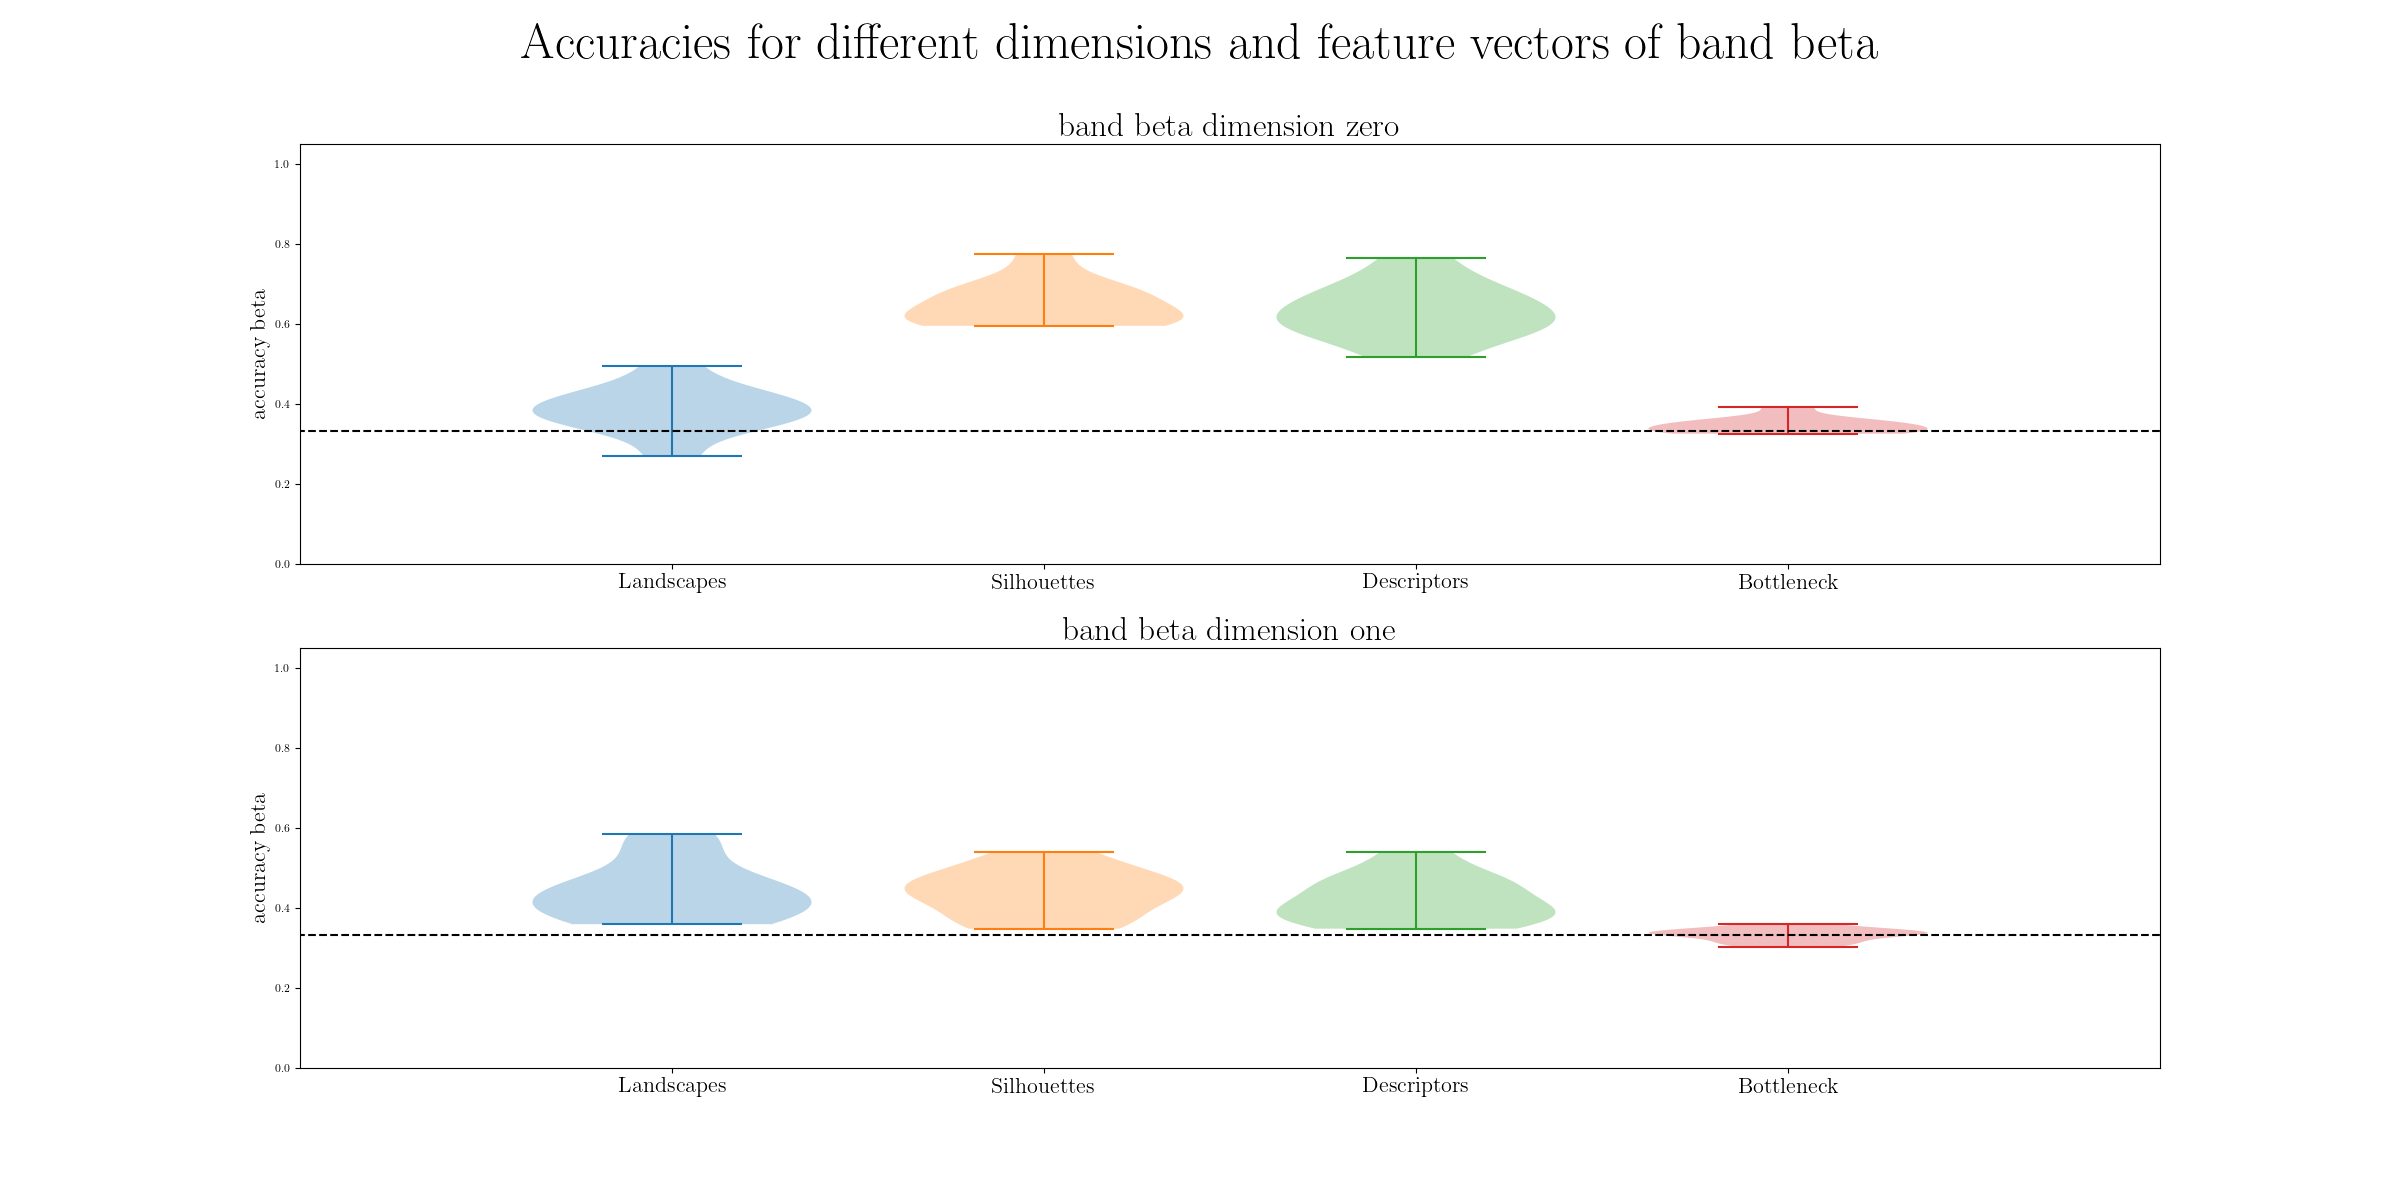 Accuracies for different dimensions and feature vectors of band beta
band beta dimension zero
1.0
0.8
0.6
0.4
0.2
0.0
accuracy beta
Landscapes Silhouettes Descriptors Bottleneck
band beta dimension one
1.0
0.8
0.6
0.4
0.2
0.0
accuracy beta
Landscapes Silhouettes Descriptors Bottleneck